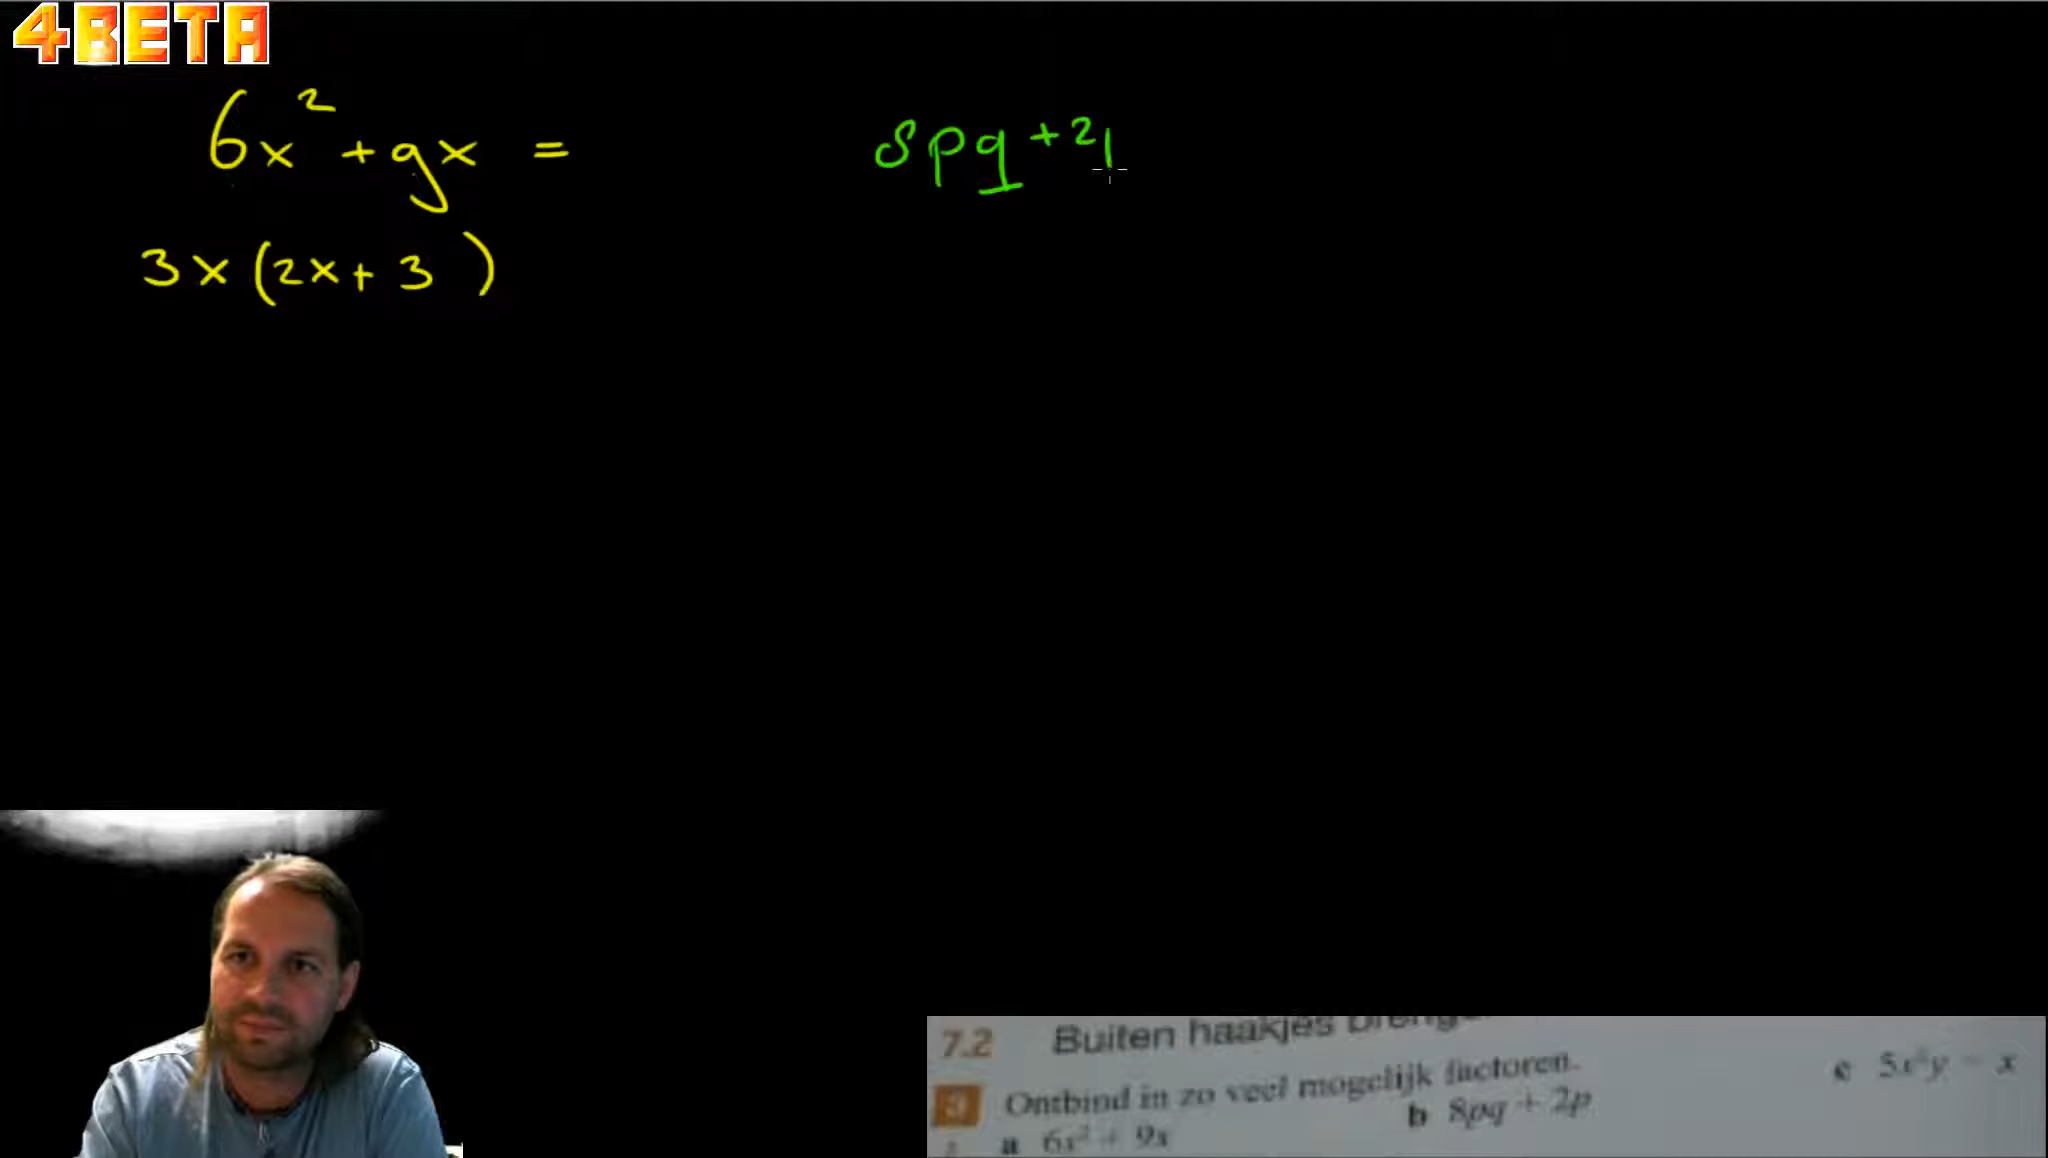 4BETA
6x² + 9x =
8pq + 2
3x (2x + 3 )
7.2 Buiten haakjes
Ontbind in zo veel mogelijk factoren.
a 6x² + 9x
b 8pq + 2p
c y - x